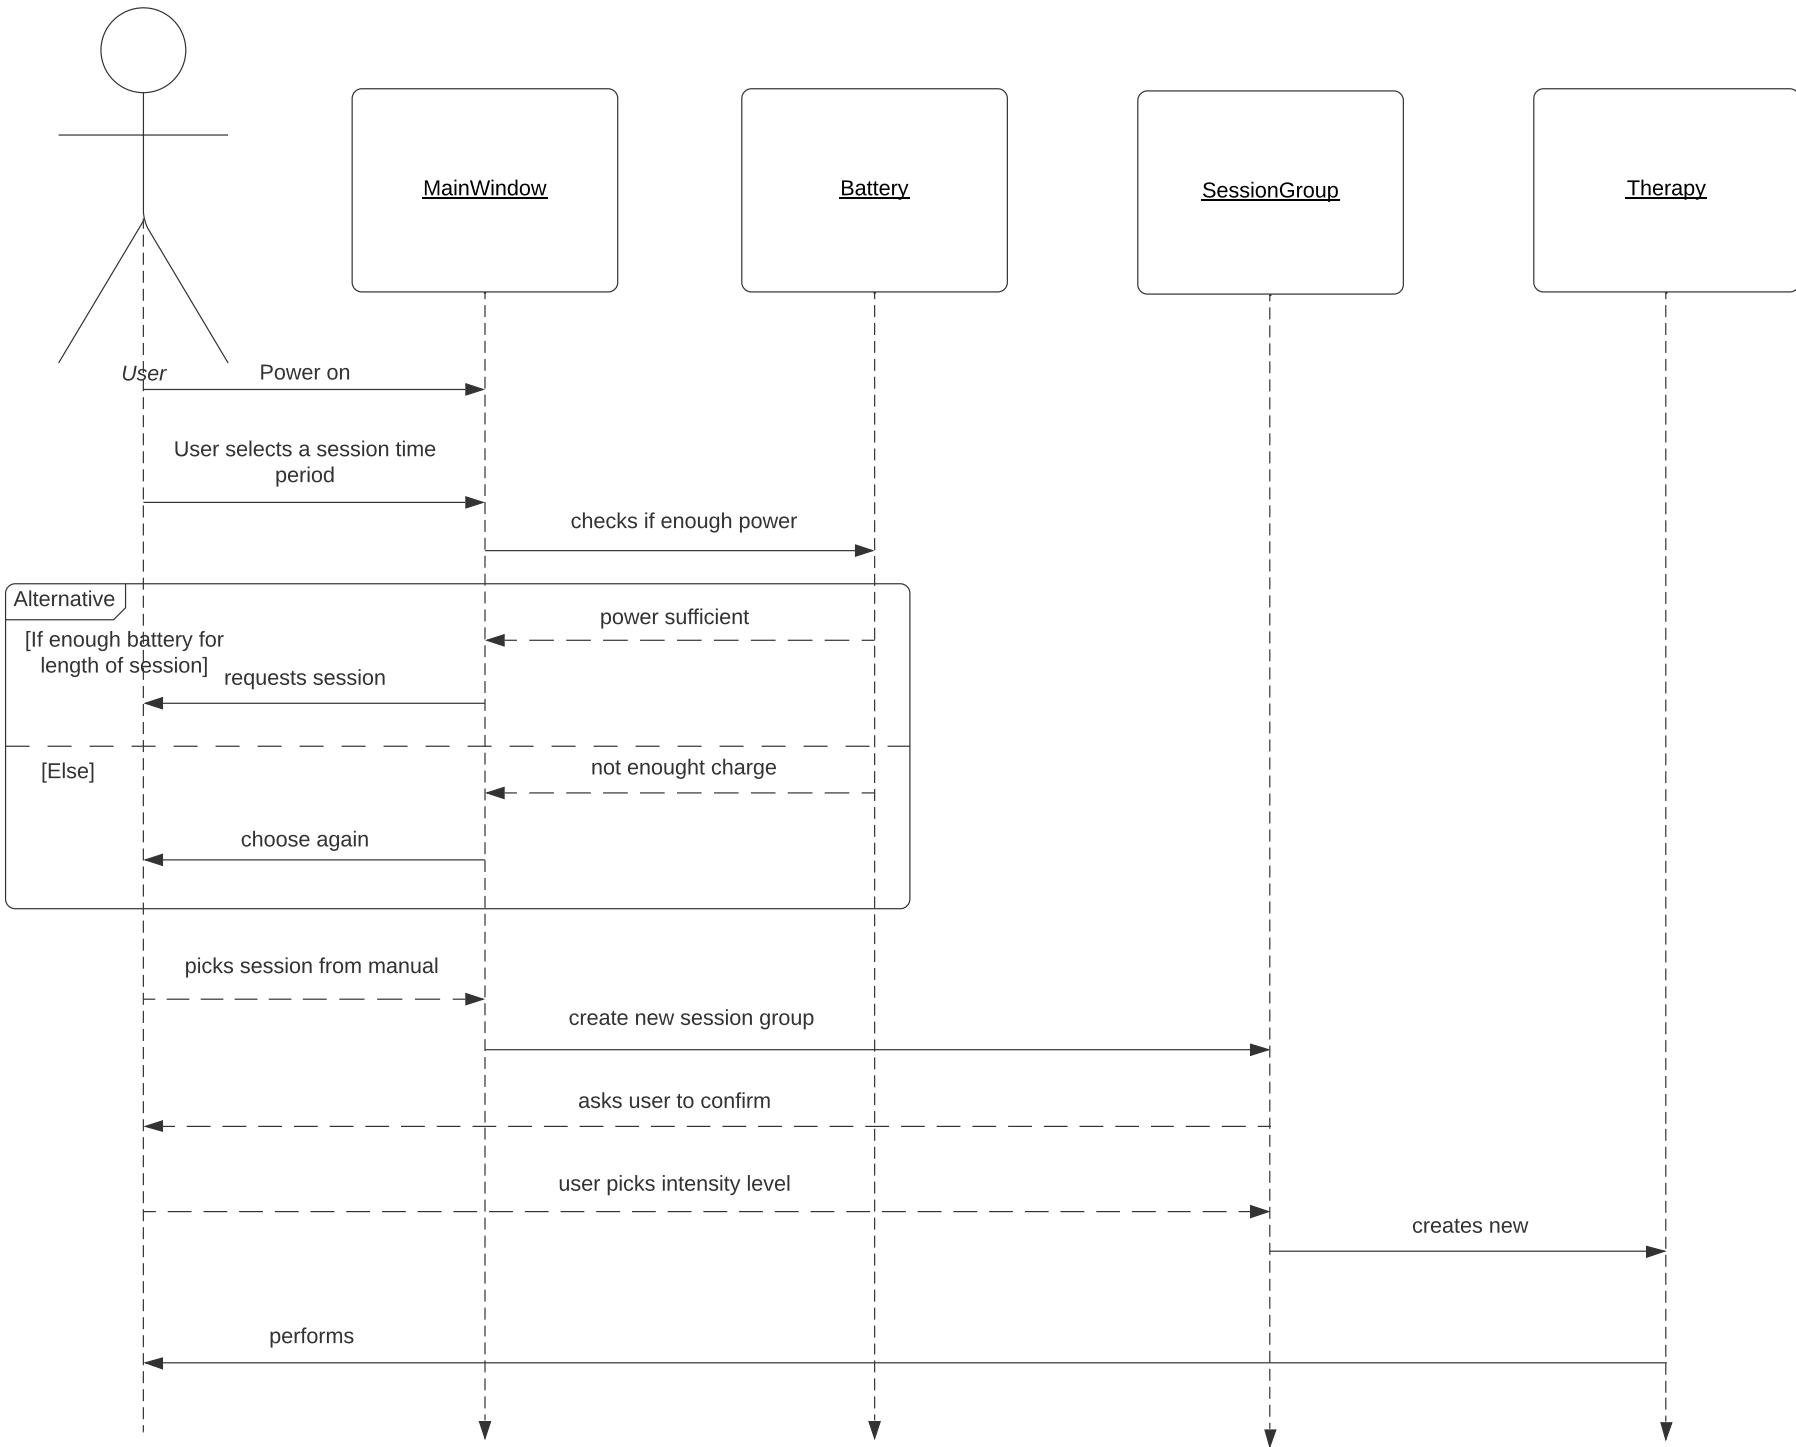 MainWindow
Battery
SessionGroup
Therapy
User
Power on
User selects a session time
period
checks if enough power
Alternative
power sufficient
[If enough battery for
length of session]
requests session
[Else]
not enought charge
choose again
picks session from manual
create new session group
asks user to confirm
user picks intensity level
creates new
performs